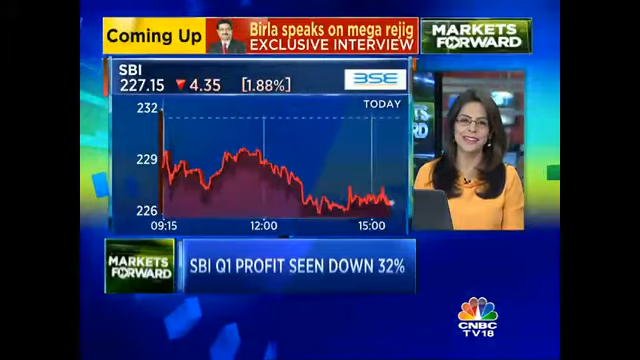 Coming Up
Birla speaks on mega rejig
EXCLUSIVE INTERVIEW
MARKETS
FORWARD
SBI
227.15 ▼ 4.35 [1.88%]
BSE
TODAY
232
229
226
09:15 12:00 15:00
MARKETS
FORWARD
MARKETS
FORWARD
SBI Q1 PROFIT SEEN DOWN 32%
CNBC
TV18